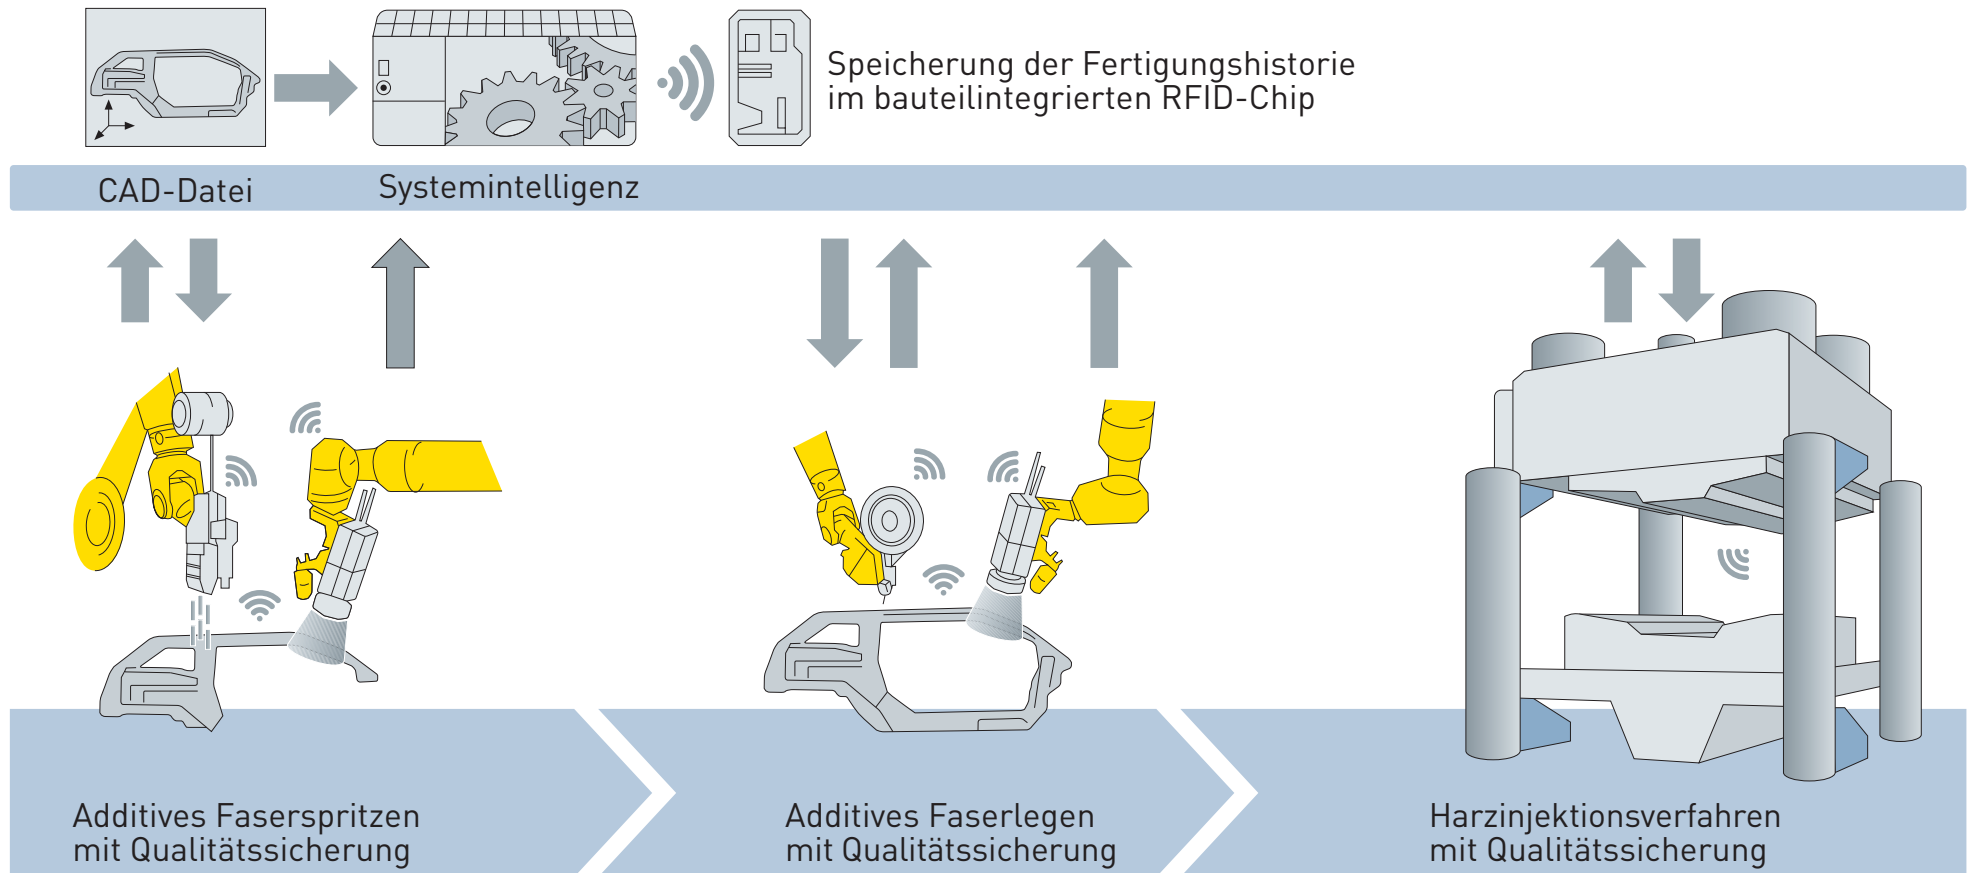 Speicherung der Fertigungshistorie
im bauteilintegrierten RFID-Chip
CAD-Datei
Systemintelligenz
Additives Faserspritzen
mit Qualitätssicherung
Additives Faserlegen
mit Qualitätssicherung
Harzinjektionsverfahren
mit Qualitätssicherung